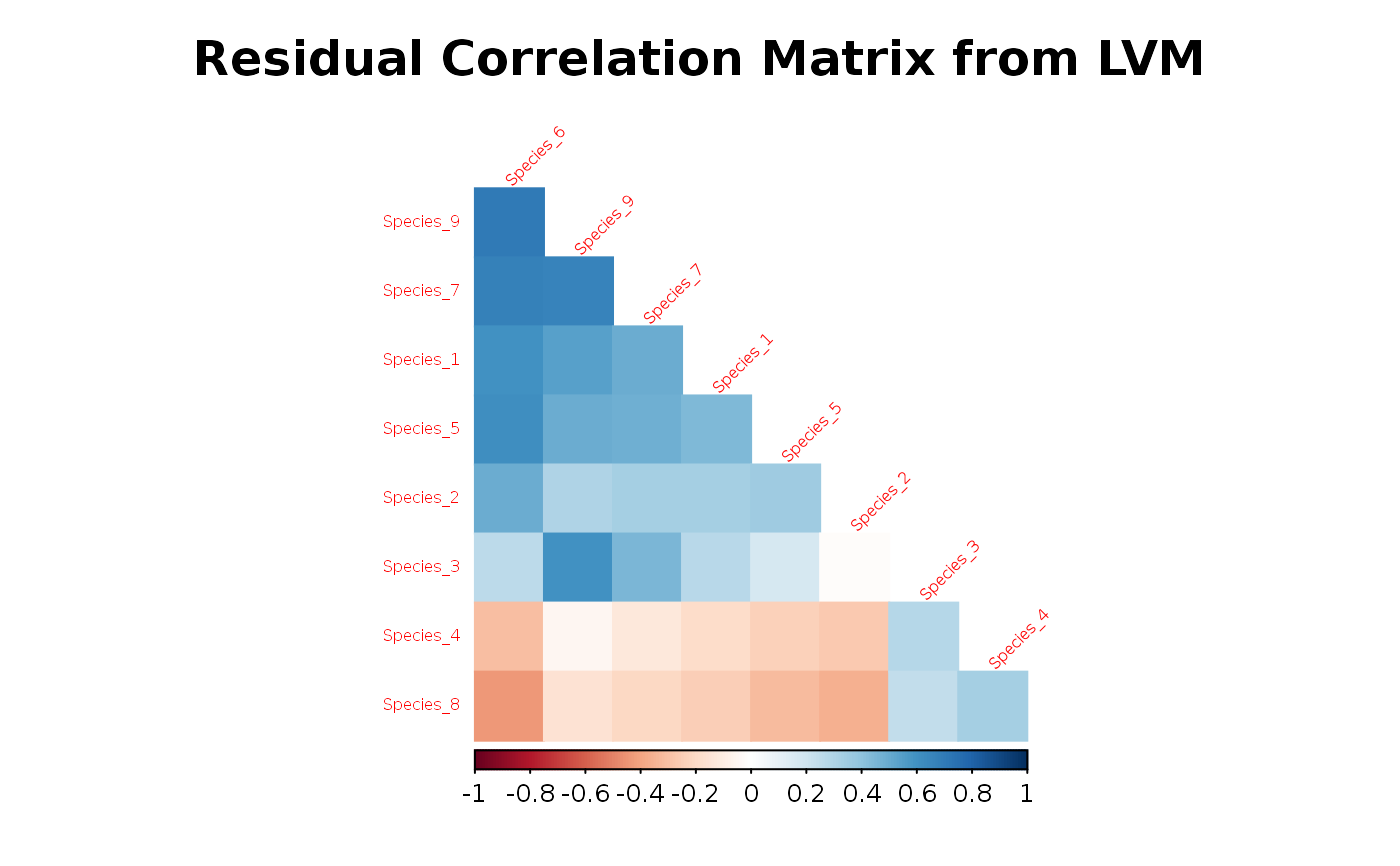 Residual Correlation Matrix from LVM
Species_6
Species_9
Species_9
Species_7
Species_7
Species_1
Species_1
Species_5
Species_5
Species_2
Species_2
Species_3
Species_3
Species_4
Species_4
Species_8
-1 -0.8 -0.6 -0.4 -0.2 0 0.2 0.4 0.6 0.8 1